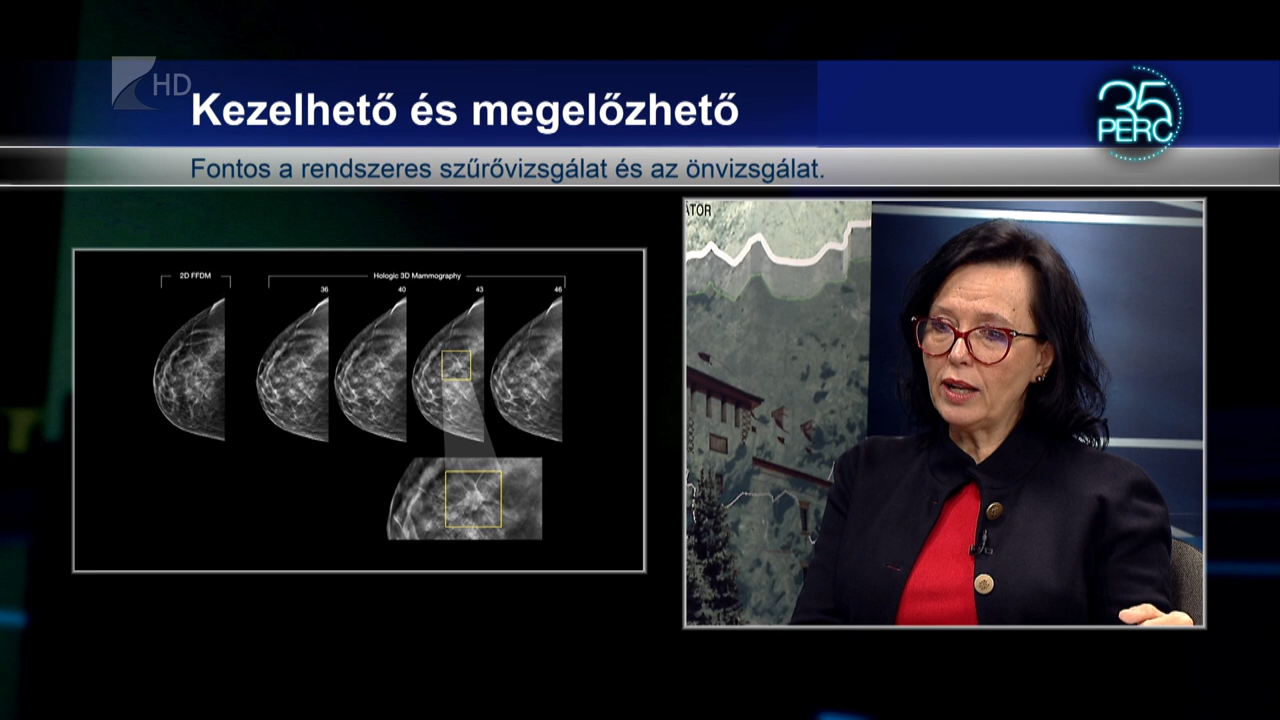 HD
Kezelhető és megelőzhető
35
PERC
Fontos a rendszeres szűrővizsgálat és az önvizsgálat.
ÁTOR
2D FFDM
Hologic 3D Mammography
36
40
43
46